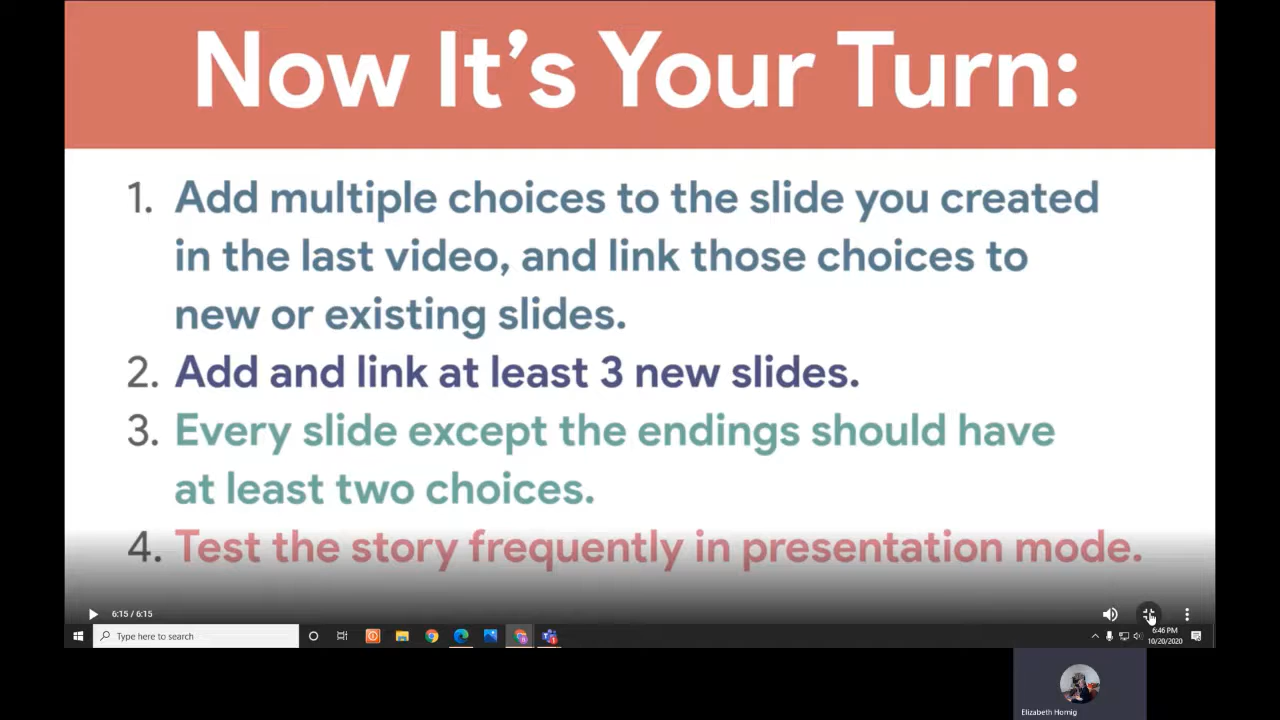 Now It's Your Turn:
1. Add multiple choices to the slide you created
in the last video, and link those choices to
new or existing slides.
2. Add and link at least 3 new slides.
3. Every slide except the endings should have
at least two choices.
4. Test the story frequently in presentation mode.
6:15 / 6:15
Type here to search
6:46 PM
10/20/2020
Elizabeth Hornig